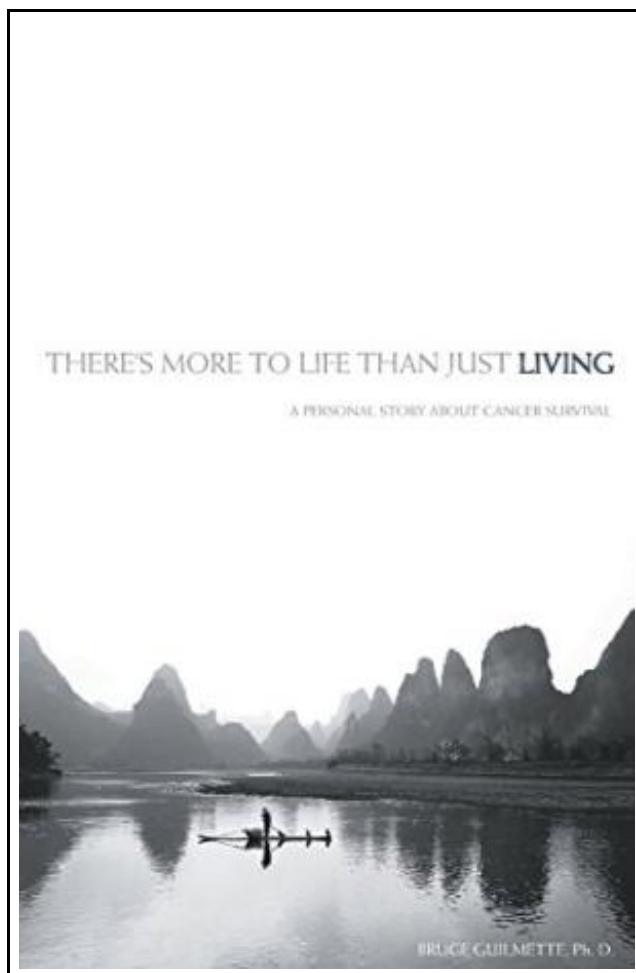 THERE'S MORE TO LIFE THAN JUST LIVING
A PERSONAL STORY ABOUT CANCER SURVIVAL
BRUCE GUILMETTE, Ph. D.